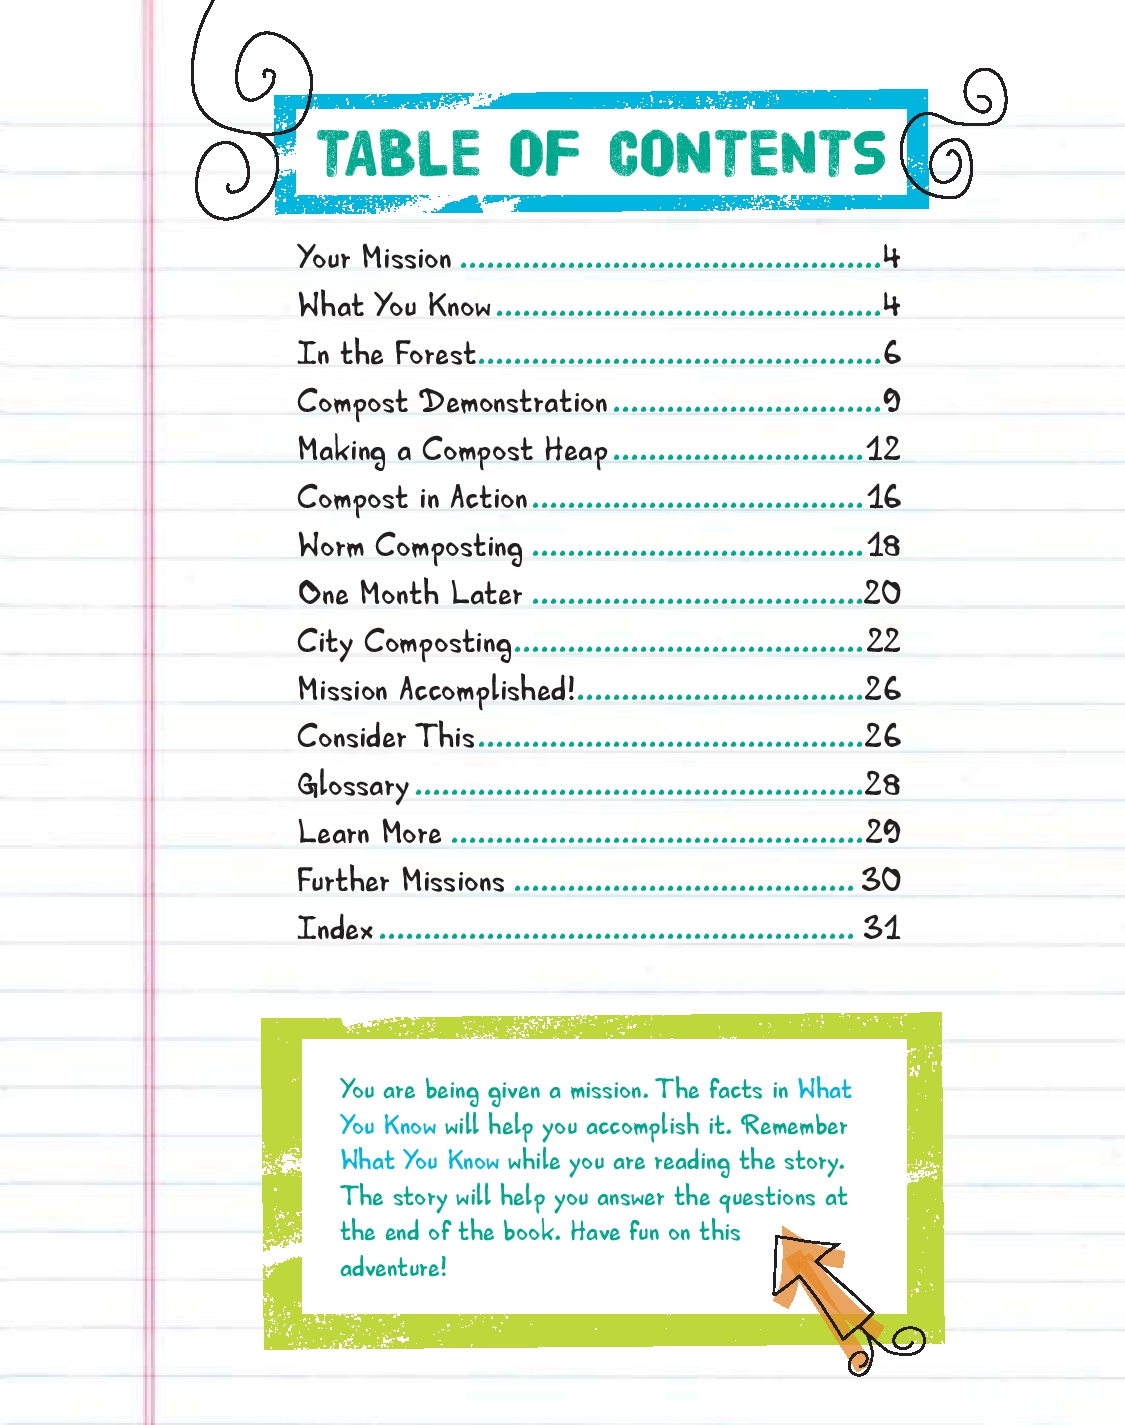 TABLE OF CONTENTS
Your Mission ................................................4
What You Know ............................................4
In the Forest..............................................6
Compost Demonstration ...............................9
Making a Compost Heap .............................12
Compost in Action ......................................16
Worm Composting ......................................18
One Month Later ......................................20
City Composting........................................22
Mission Accomplished!.................................26
Consider This............................................26
Glossary ...................................................28
Learn More ...............................................29
Further Missions ....................................... 30
Index ...................................................... 31
You are being given a mission. The facts in What
You Know will help you accomplish it. Remember
What You Know while you are reading the story.
The story will help you answer the questions at
the end of the book. Have fun on this
adventure!